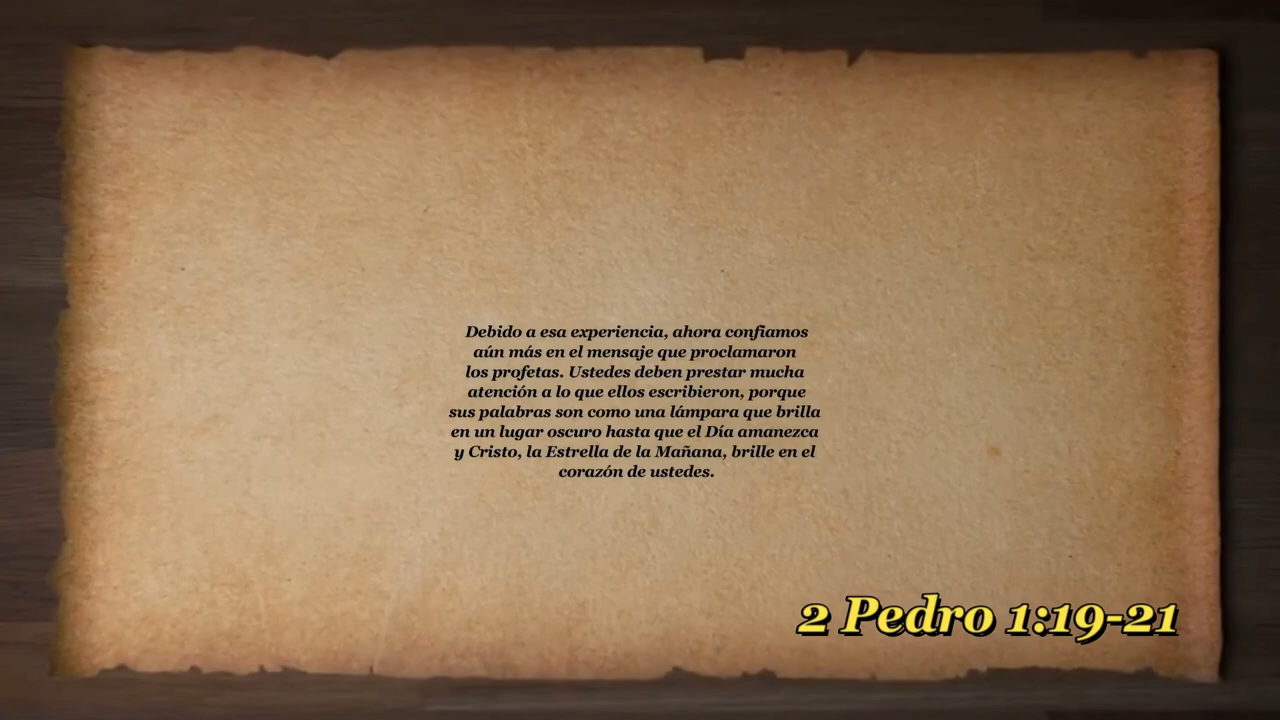 Debido a esa experiencia, ahora confiamos
aún más en el mensaje que proclamaron
los profetas. Ustedes deben prestar mucha
atención a lo que ellos escribieron, porque
sus palabras son como una lámpara que brilla
en un lugar oscuro hasta que el Día amanezca
y Cristo, la Estrella de la Mañana, brille en el
corazón de ustedes.
2 Pedro 1:19-21